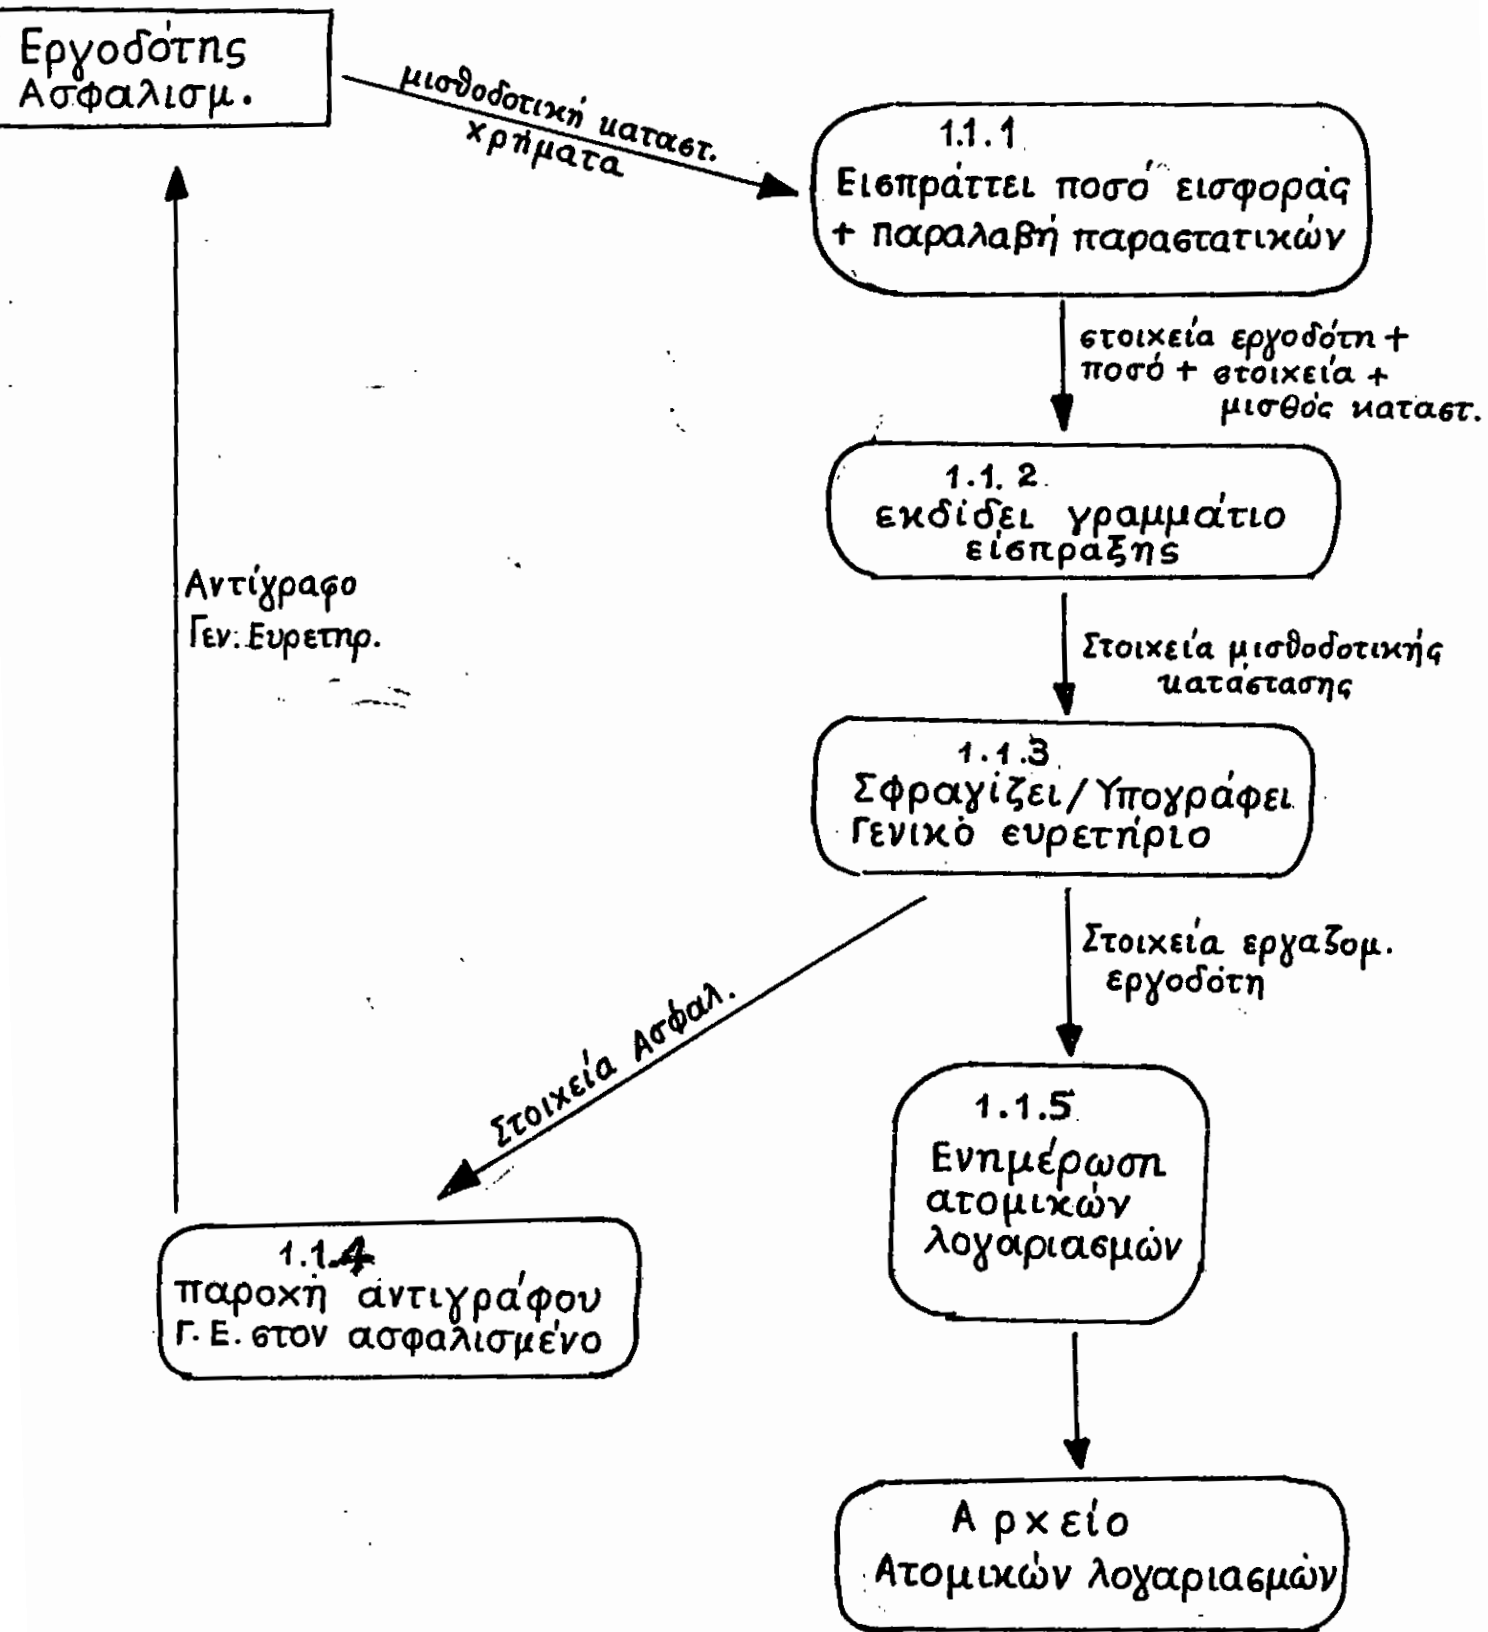 Εργοδότης
Ασφαλισμ.
μισθοδοτική καταστ.
χρήματα
1.1.1
Εισπράττει ποσό εισφοράς
+ παραλαβή παραστατικών
στοιχεία εργοδότη +
ποσό + στοιχεία +
μισθός καταστ.
1.1.2
εκδίδει γραμμάτιο
είσπραξης
Αντίγραφο
Γεν. Ευρετηρ.
Στοιχεία μισθοδοτικής
κατάστασης
1.1.3
Σφραγίζει/Υπογράφει
Γενικό ευρετήριο
Στοιχεία εργαζομ.
εργοδότη
Στοιχεία Ασφαλ.
1.1.5
Ενημέρωση
ατομικών
λογαριασμών
1.1.4
παροχή αντιγράφου
Γ.Ε. στον ασφαλισμένο
Αρχείο
Ατομικών λογαριασμών